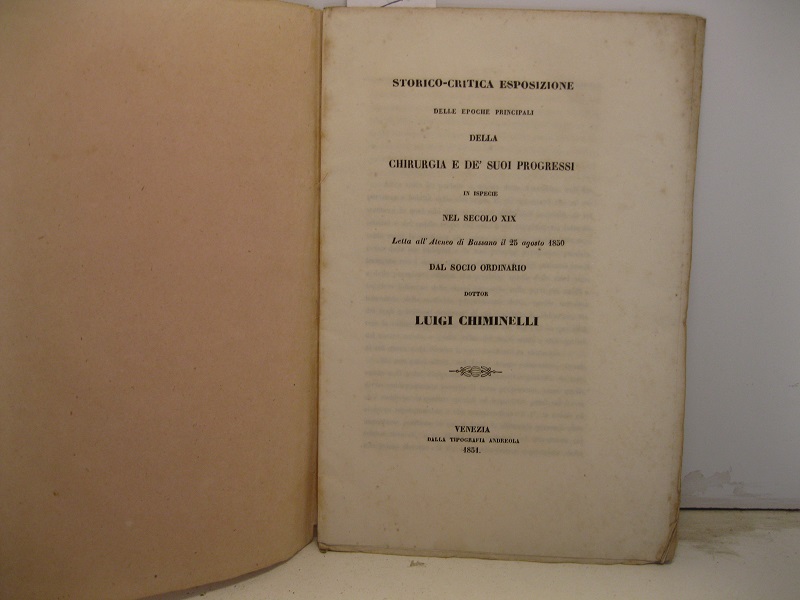 STORICO-CRITICA ESPOSIZIONE
DELLE EPOCHE PRINCIPALI
DELLA
CHIRURGIA E DE' SUOI PROGRESSI
IN ISPECIE
NEL SECOLO XIX
Letta all' Ateneo di Bassano il 25 agosto 1850
DAL SOCIO ORDINARIO
DOTTOR
LUIGI CHIMINELLI
VENEZIA
DALLA TIPOGRAFIA ANDREOLA
1851.